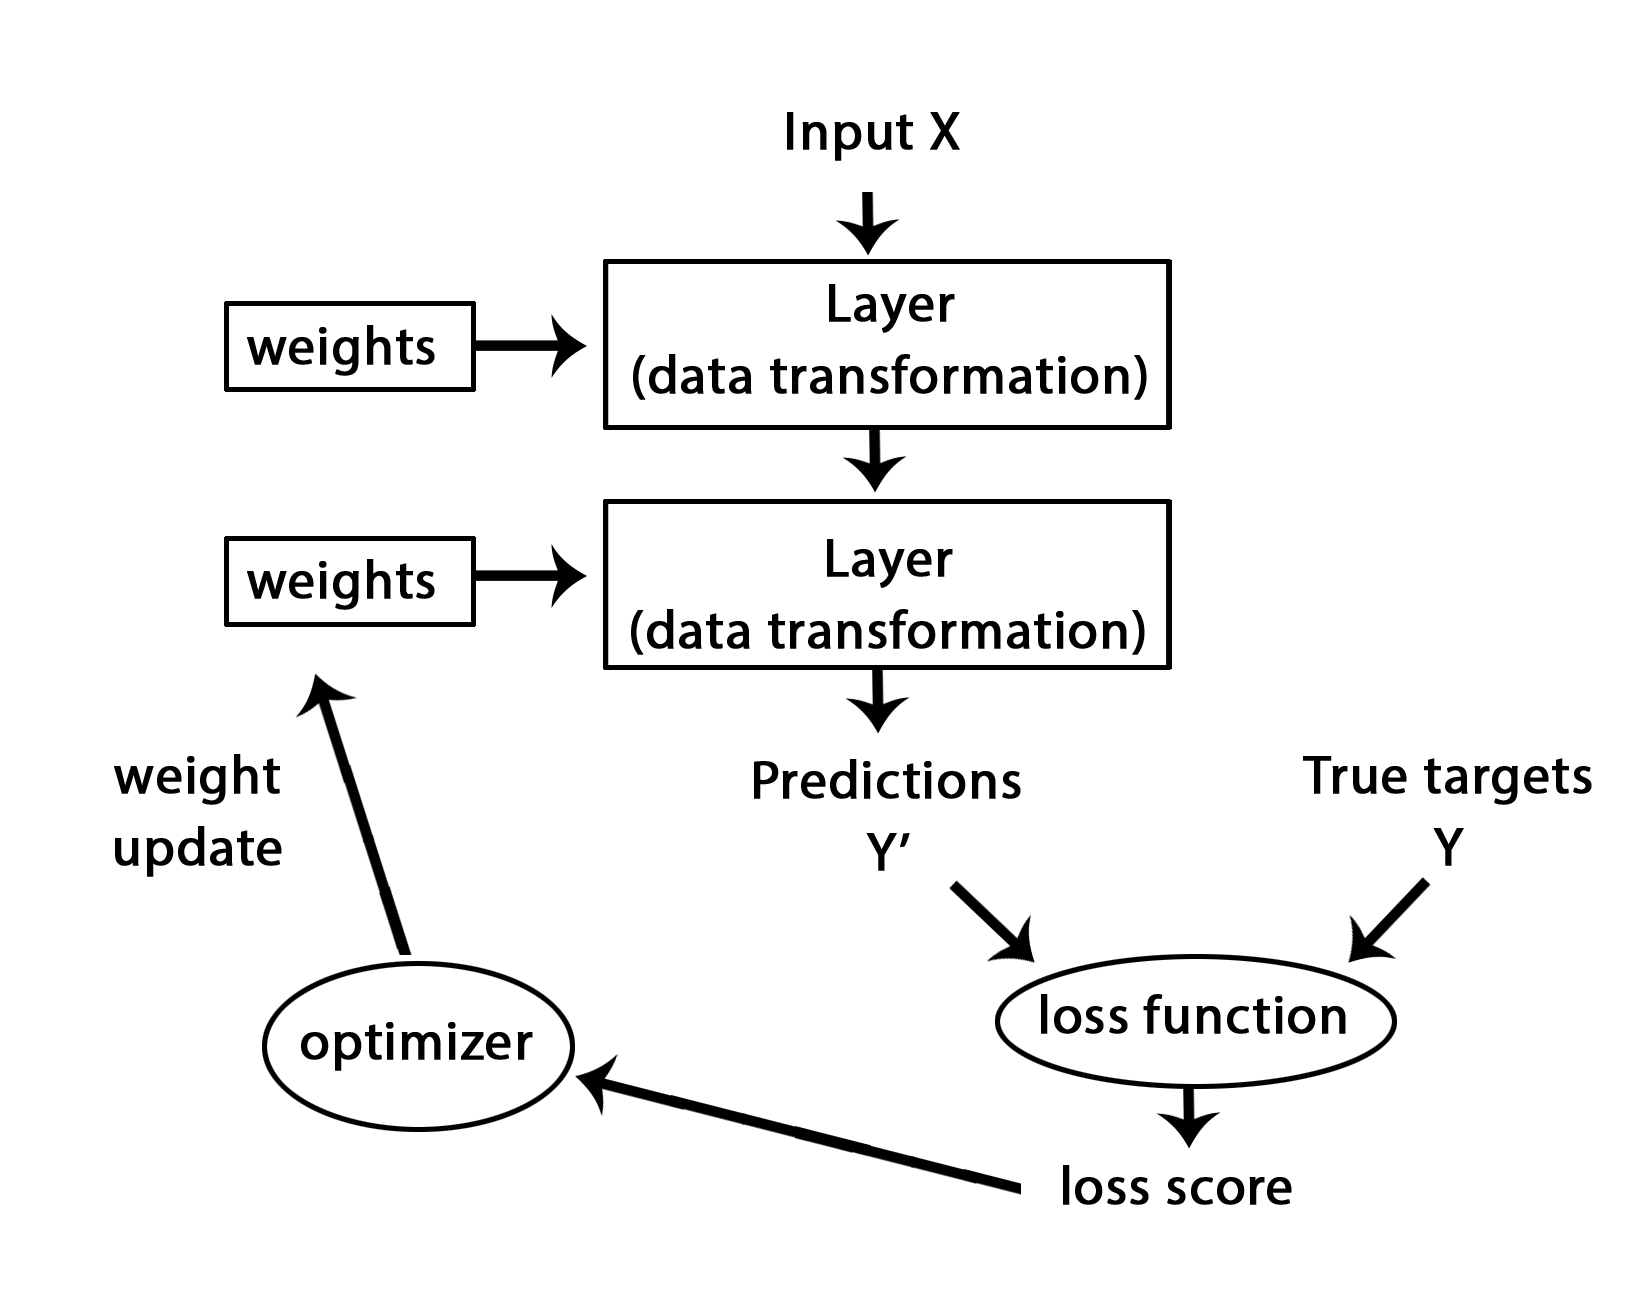 Input X
weights
Layer
(data transformation)
weights
Layer
(data transformation)
weight
update
Predictions
Y’
True targets
Y
optimizer
loss function
loss score